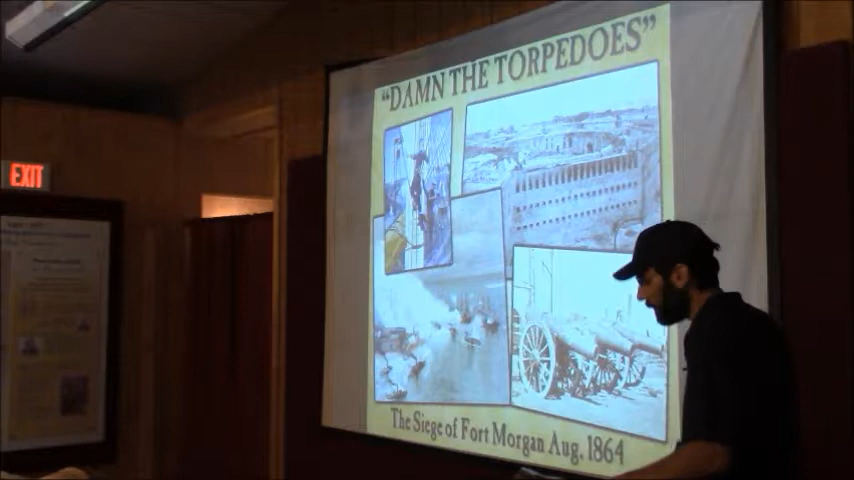 "DAMN THE TORPEDOES"
EXIT
The Siege of Fort Morgan Aug. 1864